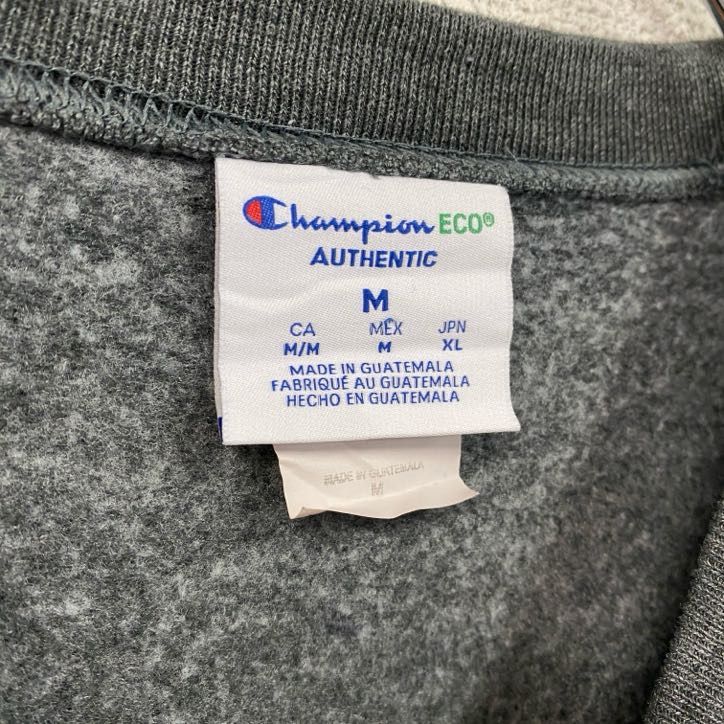 Champion ECO®
AUTHENTIC
M
CA MEX JPN
M/M M XL
MADE IN GUATEMALA
FABRIQUÉ AU GUATEMALA
HECHO EN GUATEMALA
MADE IN GUATEMALA
M